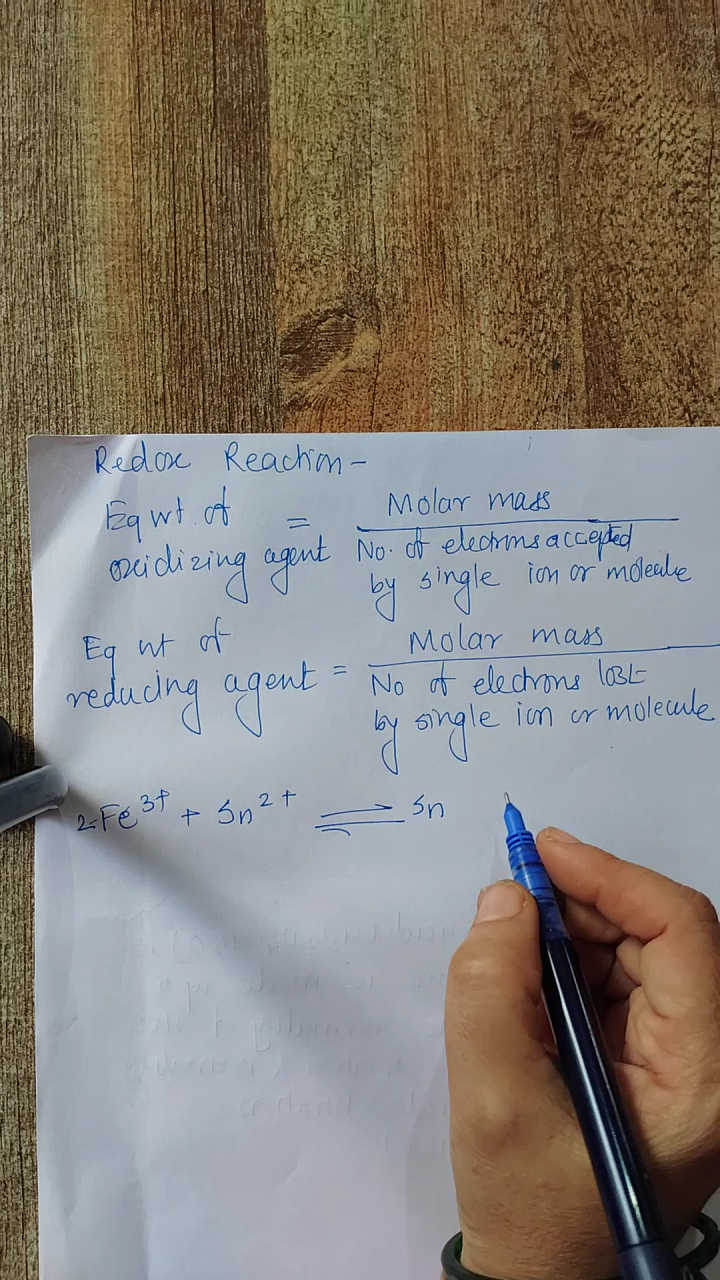 Redox Reaction -
Eq wt. of oxidizing agent = Molar mass / No. of electrons accepted by single ion or molecule
Eq wt of reducing agent = Molar mass / No of electrons lost by single ion or molecule
2Fe³⁺ + Sn²⁺ ⇌ Sn